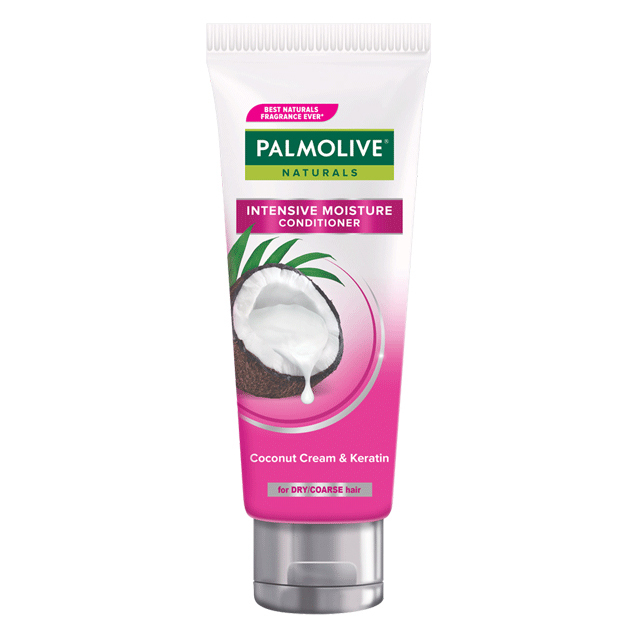 BEST NATURALS
FRAGRANCE EVER*
PALMOLIVE®
NATURALS
INTENSIVE MOISTURE
CONDITIONER
Coconut Cream & Keratin
for DRY/COARSE hair